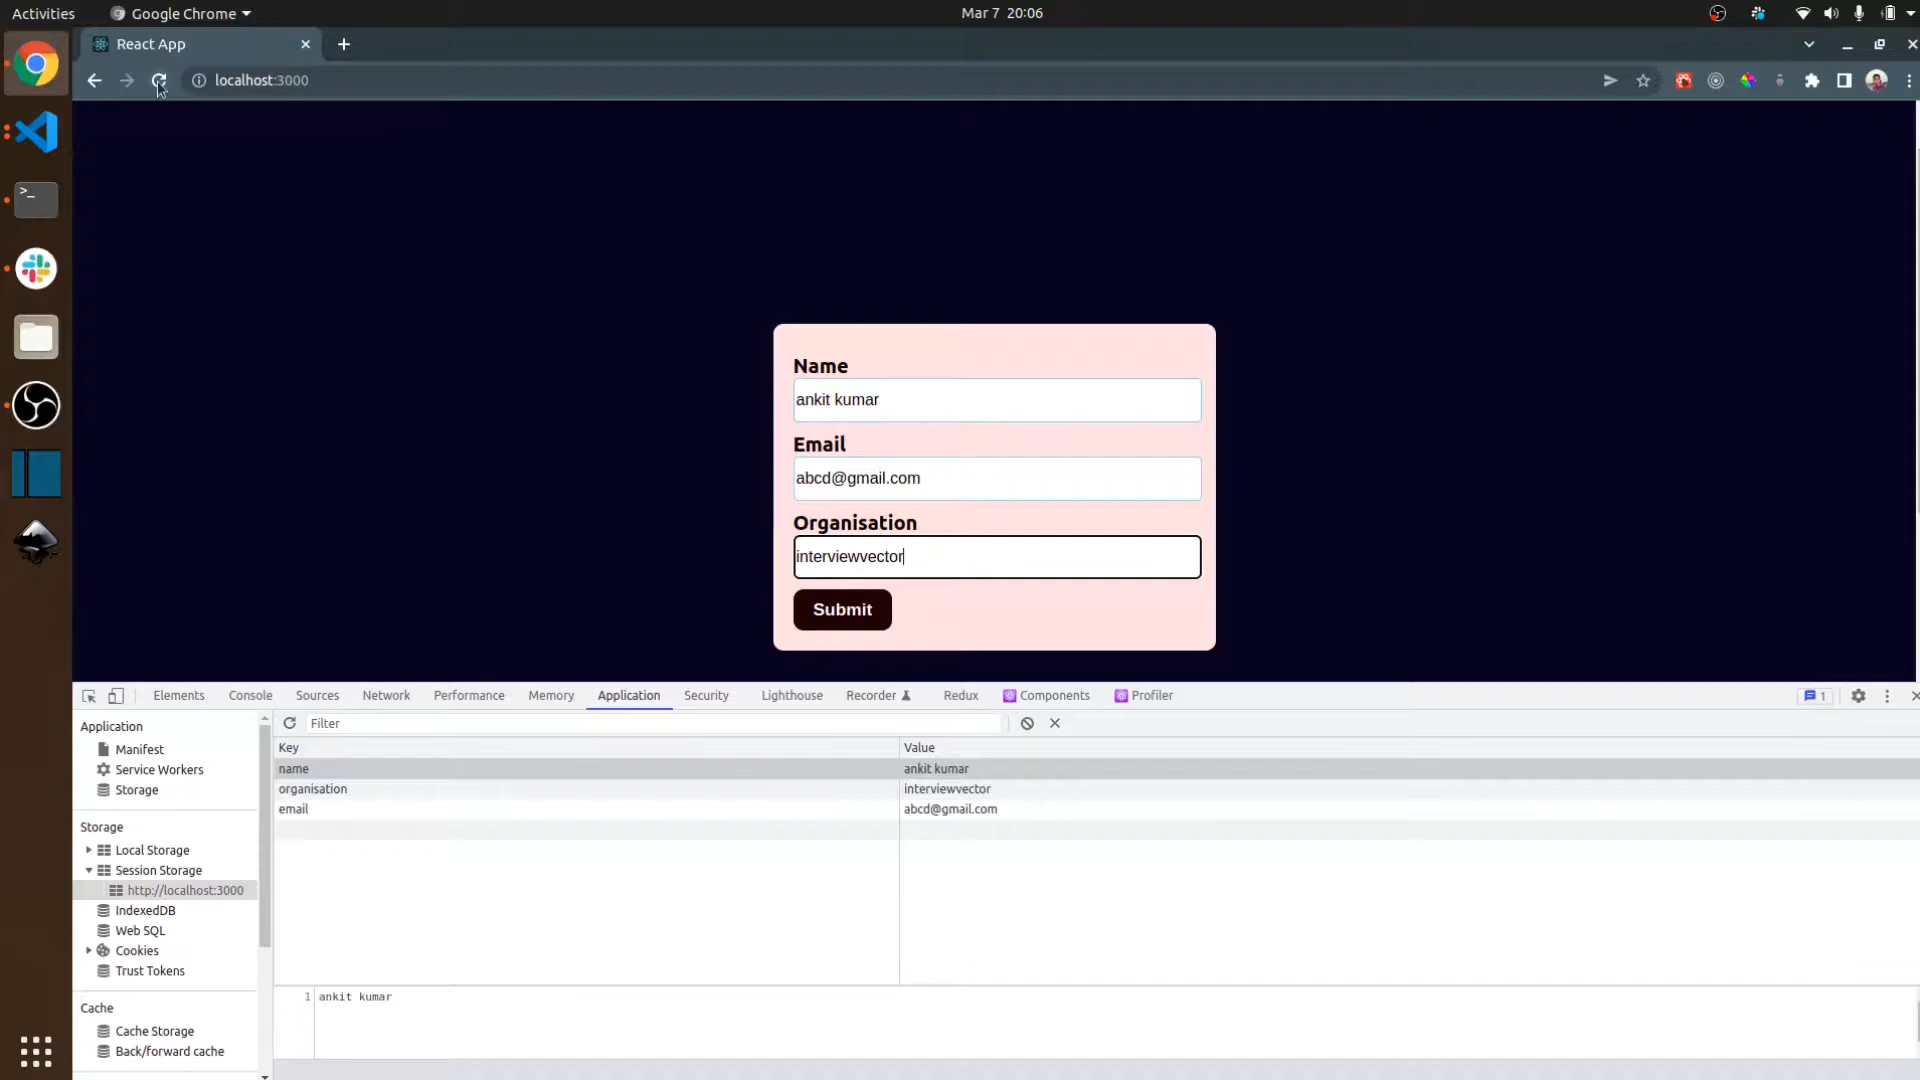 Activities Google Chrome Mar 7 20:06
React App
localhost:3000
Name
ankit kumar
Email
abcd@gmail.com
Organisation
interviewvector
Submit
Elements Console Sources Network Performance Memory Application Security Lighthouse Recorder Redux Components Profiler 1
Application
Manifest
Service Workers
Storage
Storage
Local Storage
Session Storage
http://localhost:3000
IndexedDB
Web SQL
Cookies
Trust Tokens
Cache
Cache Storage
Back/forward cache
Filter
Key Value
name ankit kumar
organisation interviewvector
email abcd@gmail.com
1 ankit kumar